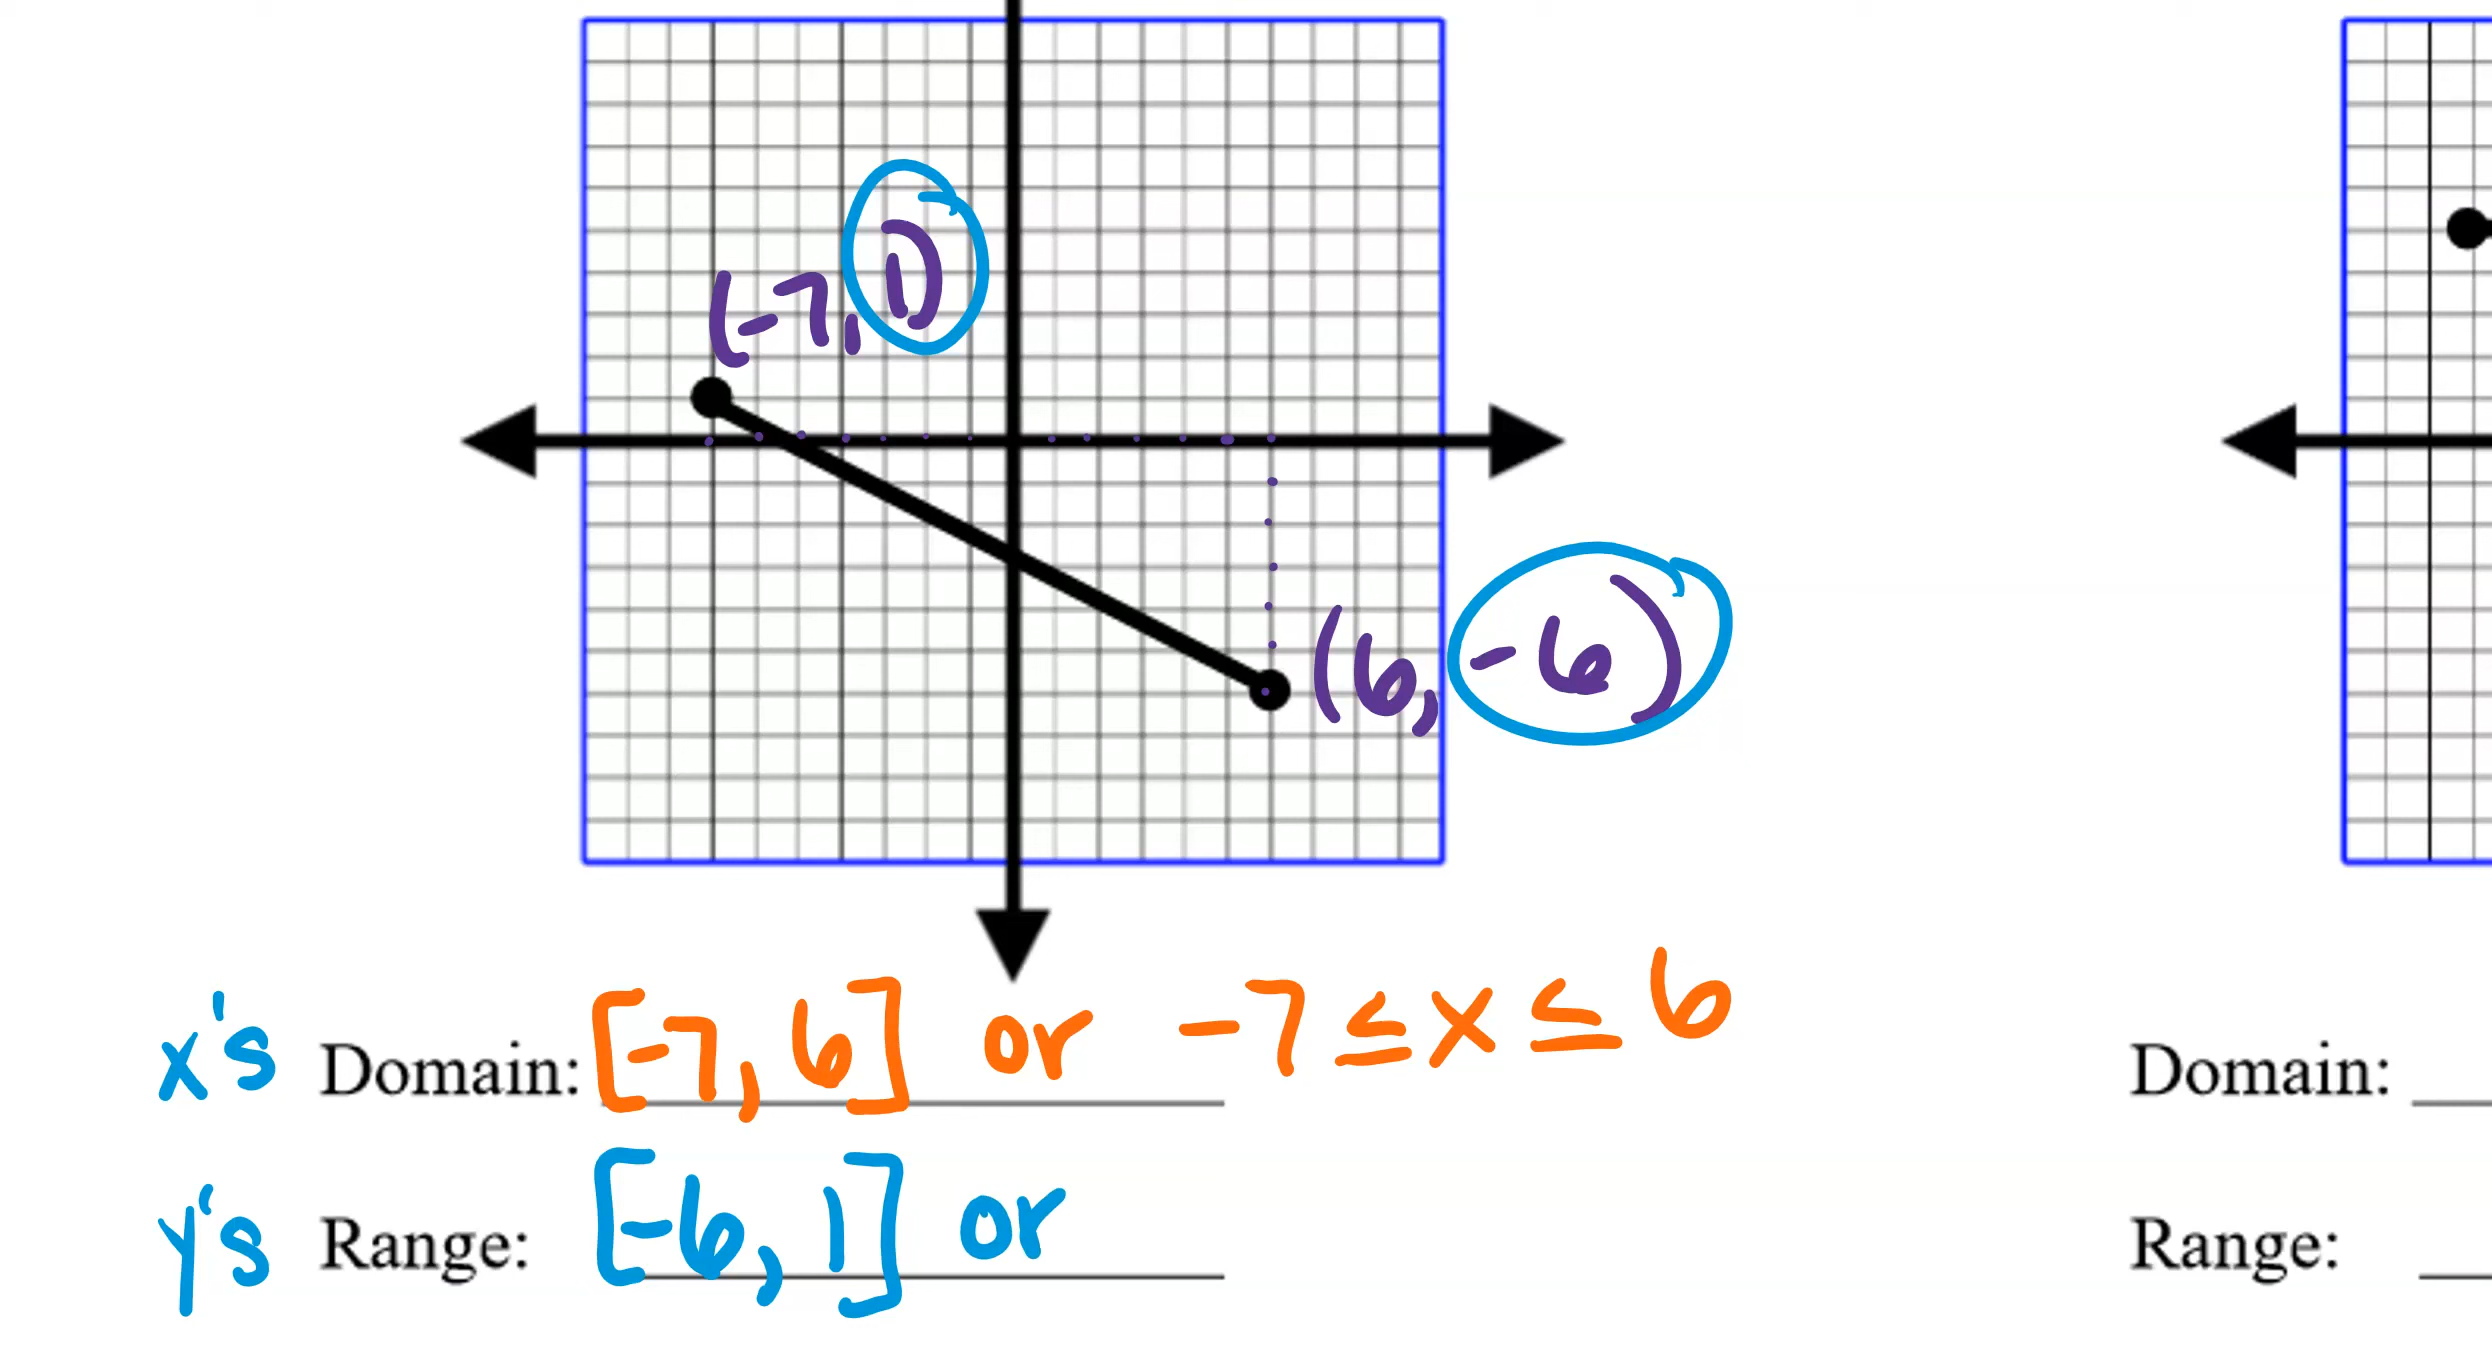 (-7, 1)
(6, -6)
x's Domain: [-7, 6] or -7 ≤ x ≤ 6
Domain:
y's Range: [-6, 1] or
Range: